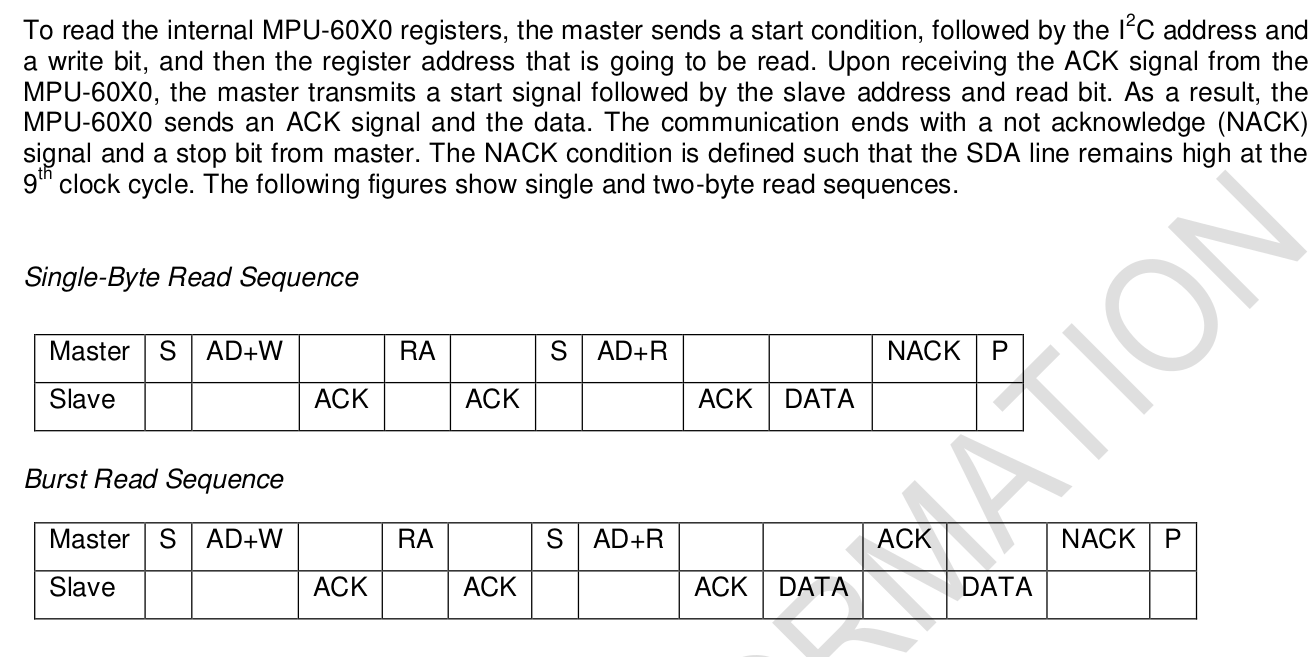 To read the internal MPU-60X0 registers, the master sends a start condition, followed by the I²C address and
a write bit, and then the register address that is going to be read. Upon receiving the ACK signal from the
MPU-60X0, the master transmits a start signal followed by the slave address and read bit. As a result, the
MPU-60X0 sends an ACK signal and the data. The communication ends with a not acknowledge (NACK)
signal and a stop bit from master. The NACK condition is defined such that the SDA line remains high at the
9th clock cycle. The following figures show single and two-byte read sequences.
Single-Byte Read Sequence
Master S AD+W RA S AD+R NACK P
Slave ACK ACK ACK DATA
Burst Read Sequence
Master S AD+W RA S AD+R ACK NACK P
Slave ACK ACK ACK DATA DATA
RMATION